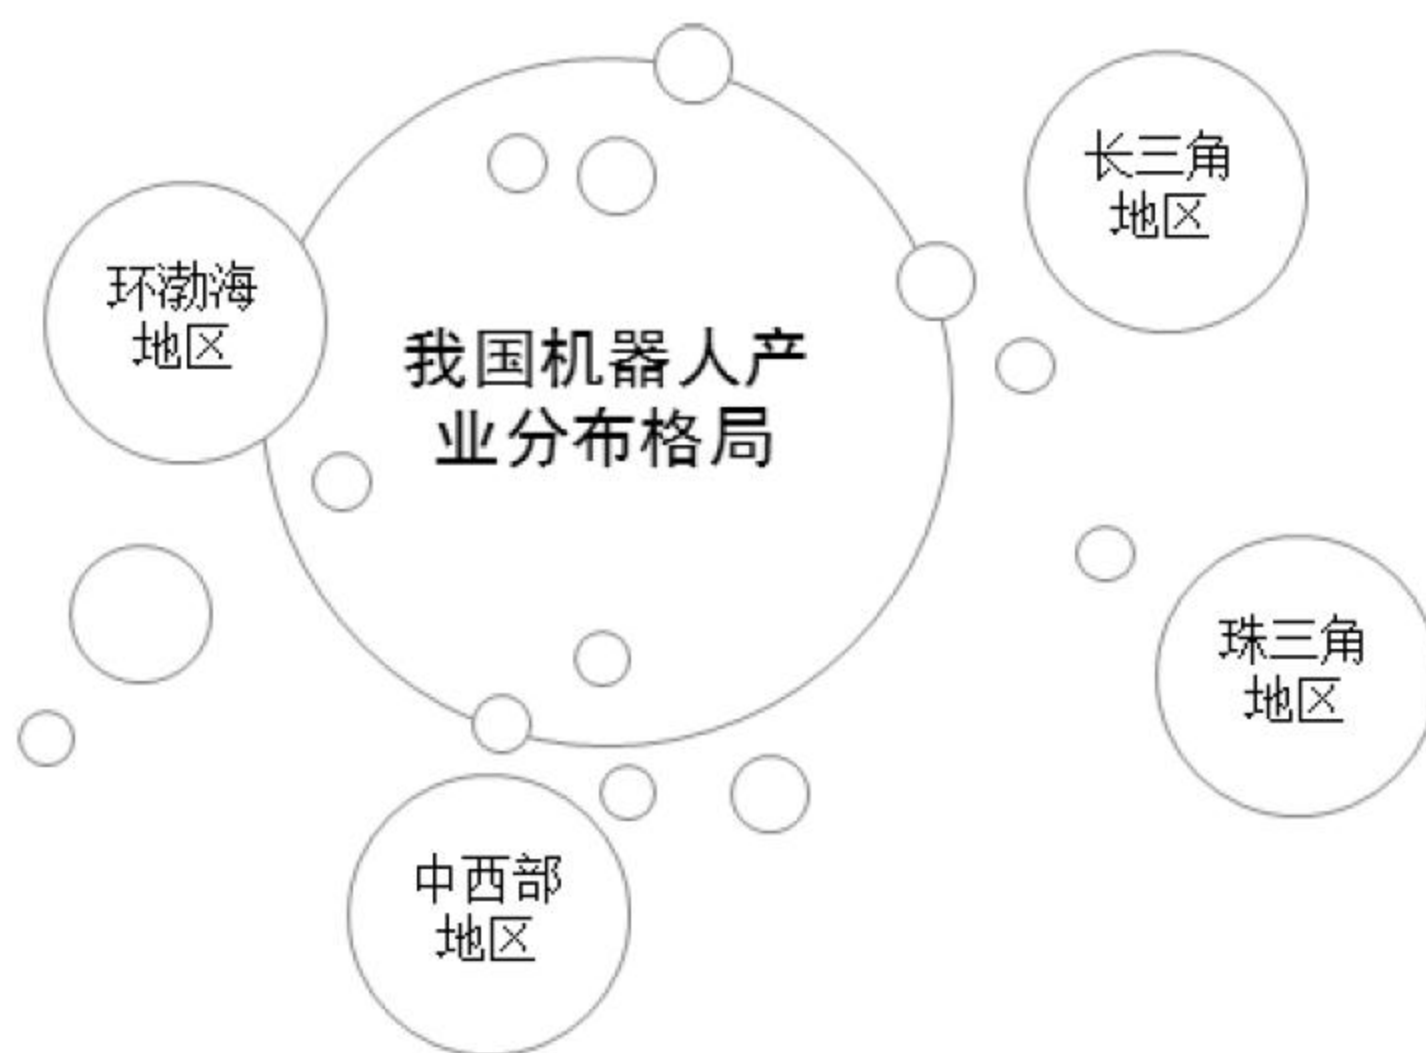 长三角
地区
环渤海
地区
我国机器人产
业分布格局
珠三角
地区
中西部
地区